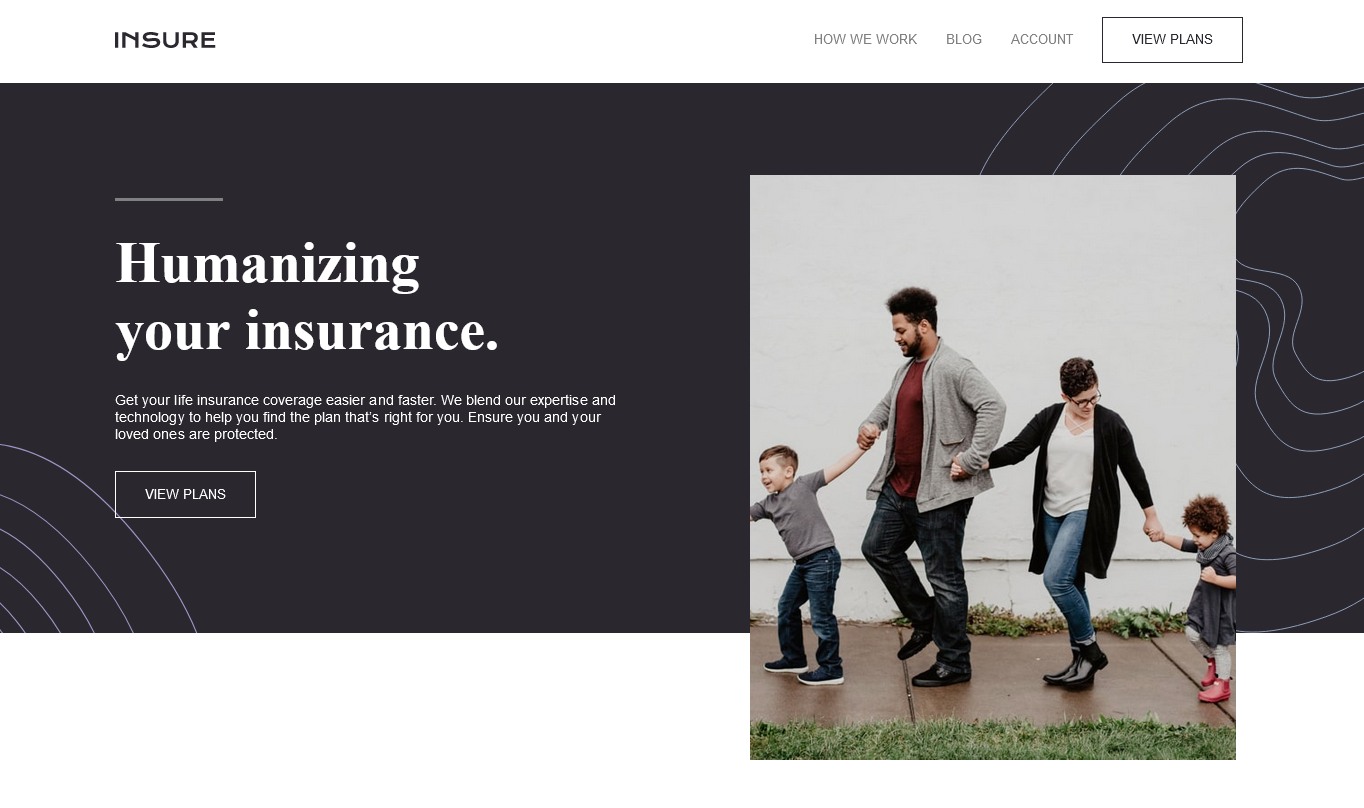 INSURE
HOW WE WORK
BLOG
ACCOUNT
VIEW PLANS
Humanizing
your insurance.
Get your life insurance coverage easier and faster. We blend our expertise and
technology to help you find the plan that’s right for you. Ensure you and your
loved ones are protected.
VIEW PLANS